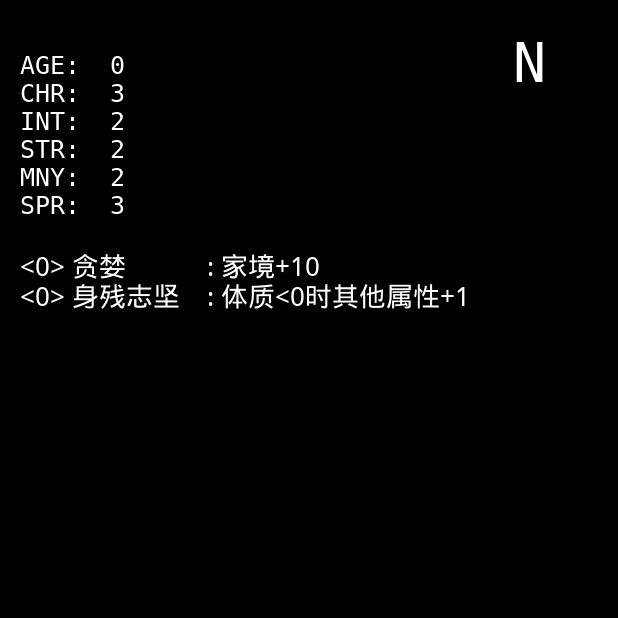 N
AGE: 0
CHR: 3
INT: 2
STR: 2
MNY: 2
SPR: 3
<0> 贪婪 : 家境+10
<0> 身残志坚 : 体质<0时其他属性+1